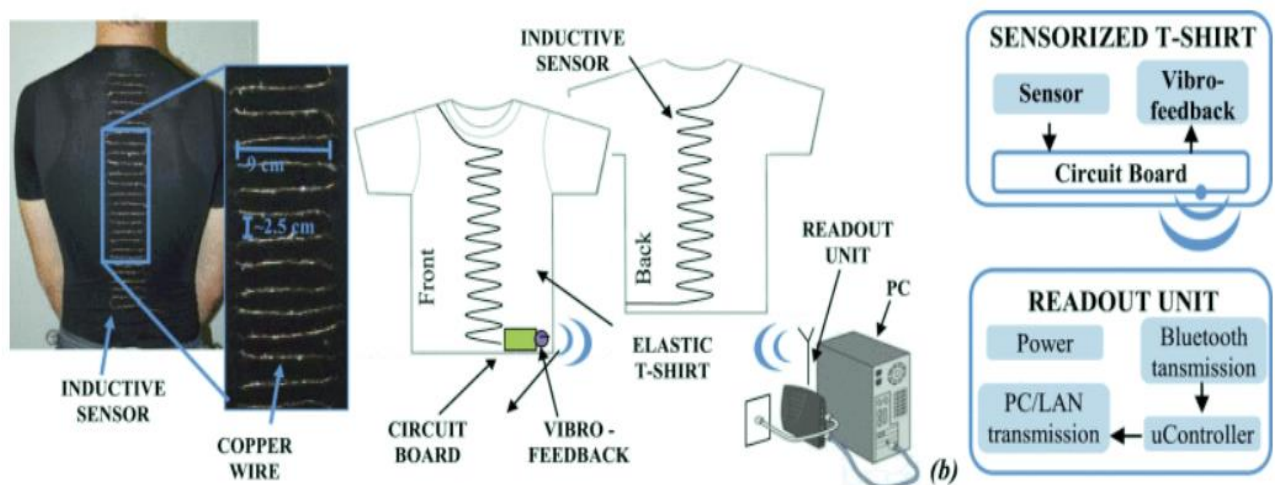 INDUCTIVE
SENSOR
~9 cm
~2.5 cm
COPPER
WIRE
INDUCTIVE
SENSOR
Front
Back
CIRCUIT
BOARD
VIBRO -
FEEDBACK
ELASTIC
T-SHIRT
READOUT
UNIT
PC
(b)
SENSORIZED T-SHIRT
Sensor
Vibro-
feedback
Circuit Board
READOUT UNIT
Power
Bluetooth
tansmission
PC/LAN
transmission
uController